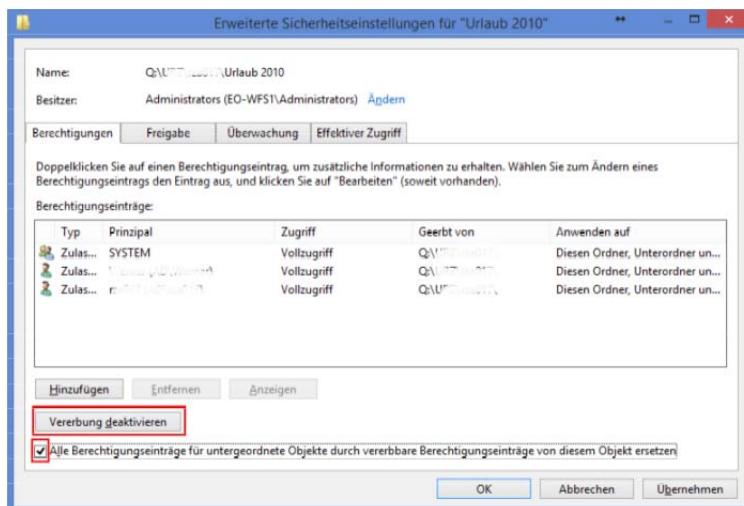 Erweiterte Sicherheitseinstellungen für "Urlaub 2010"
Name: Q:\ \Urlaub 2010
Besitzer: Administrators (EO-WFS1\Administrators) Ändern
Berechtigungen Freigabe Überwachung Effektiver Zugriff
Doppelklicken Sie auf einen Berechtigungseintrag, um zusätzliche Informationen zu erhalten. Wählen Sie zum Ändern eines
Berechtigungseintrags den Eintrag aus, und klicken Sie auf "Bearbeiten" (soweit vorhanden).
Berechtigungseinträge:
Typ Prinzipal Zugriff Geerbt von Anwenden auf
Zulas... SYSTEM Vollzugriff Diesen Ordner, Unterordner un...
Zulas... Vollzugriff Diesen Ordner, Unterordner un...
Zulas... Vollzugriff Diesen Ordner, Unterordner un...
Hinzufügen Entfernen Anzeigen
Vererbung deaktivieren
Alle Berechtigungseinträge für untergeordnete Objekte durch vererbbare Berechtigungseinträge von diesem Objekt ersetzen
OK Abbrechen Übernehmen